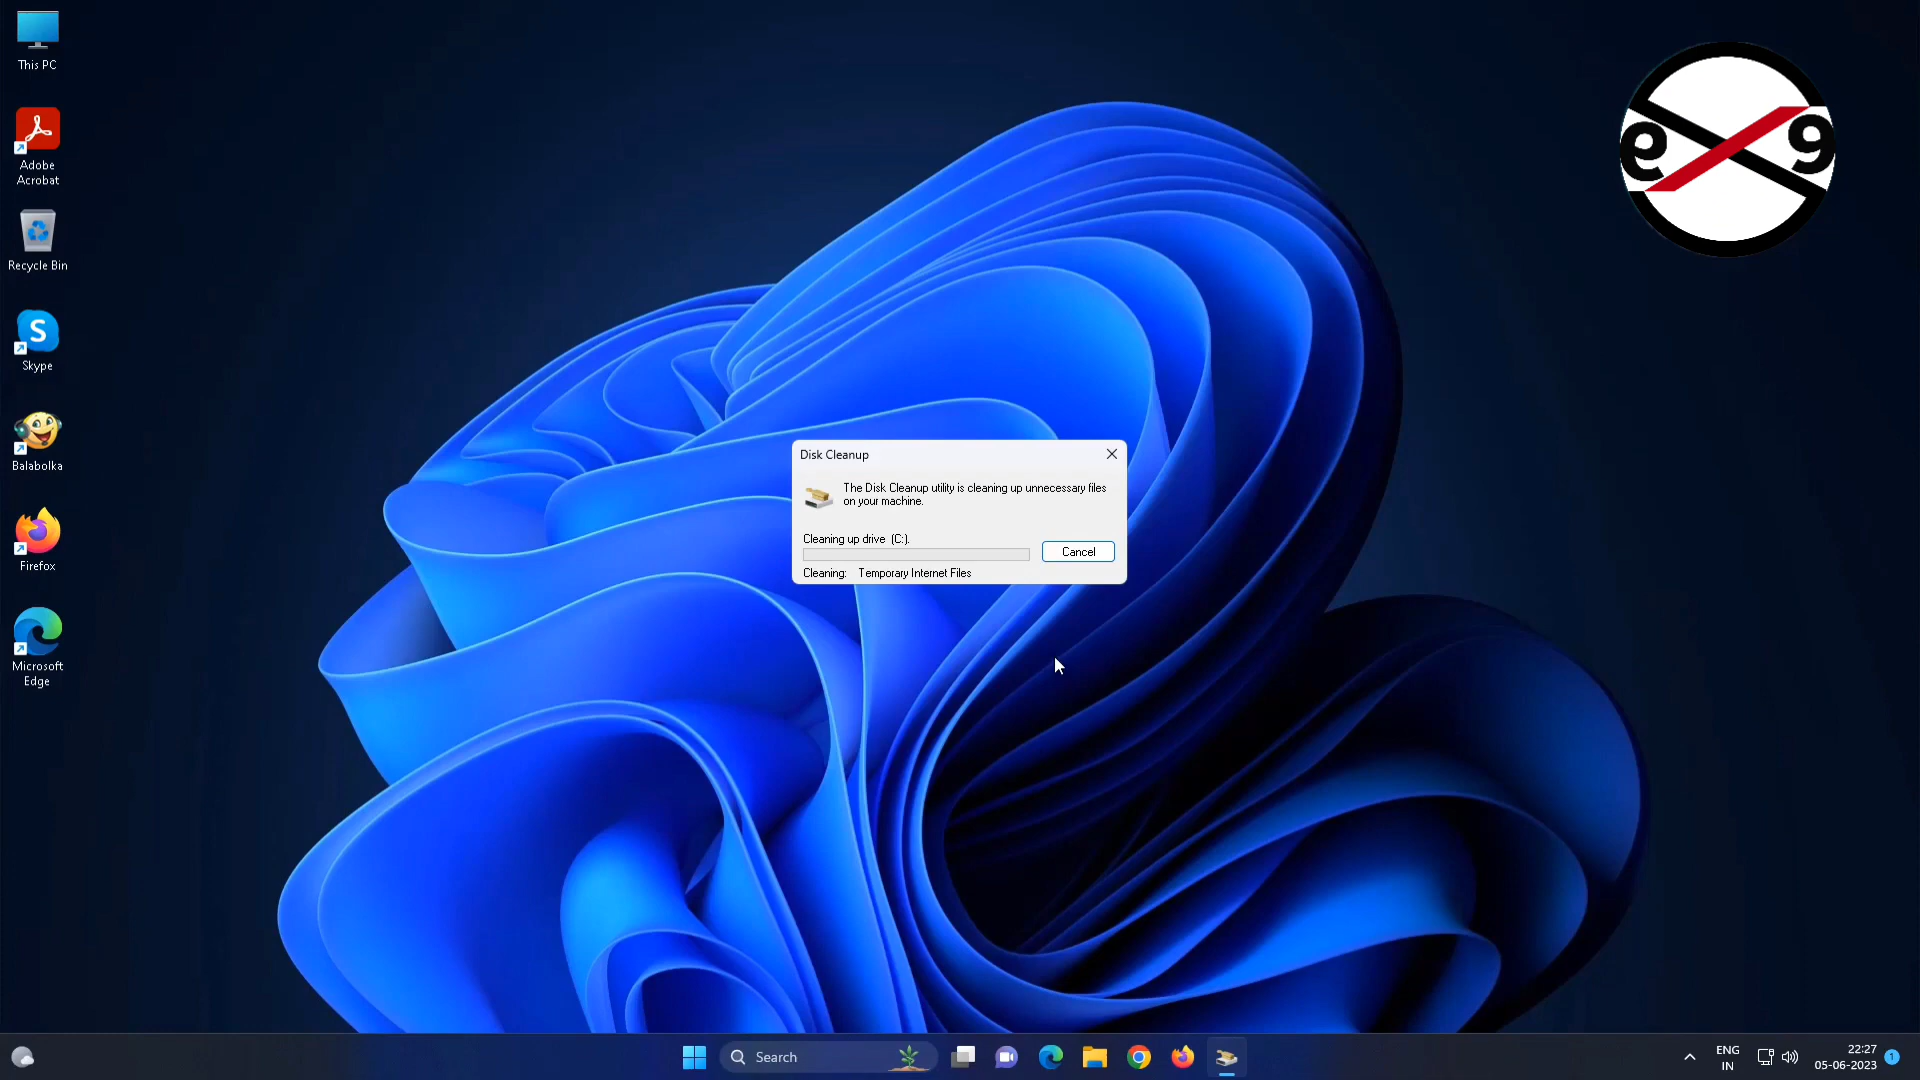 This PC
Adobe
Acrobat
Recycle Bin
Skype
Balabolka
Firefox
Microsoft
Edge
e 9
Disk Cleanup
The Disk Cleanup utility is cleaning up unnecessary files
on your machine.
Cleaning up drive (C:).
Cancel
Cleaning: Temporary Internet Files
Search
ENG
IN
22:27
05-06-2023
1